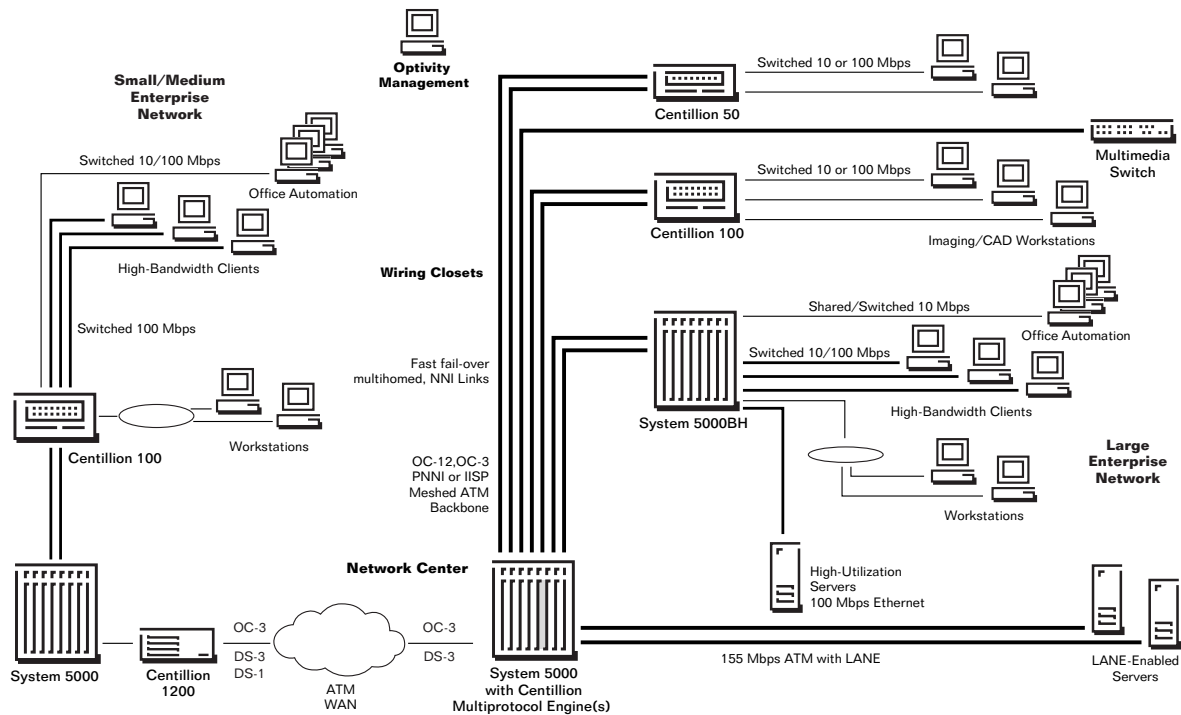 Optivity
Management
Small/Medium
Enterprise
Network
Switched 10/100 Mbps
Office Automation
High-Bandwidth Clients
Switched 100 Mbps
Centillion 100
Workstations
System 5000
Centillion
1200
OC-3
DS-3
DS-1
ATM
WAN
OC-3
DS-3
Wiring Closets
Fast fail-over
multihomed, NNI Links
OC-12,OC-3
PNNI or IISP
Meshed ATM
Backbone
Network Center
System 5000
with Centillion
Multiprotocol Engine(s)
Switched 10 or 100 Mbps
Centillion 50
Multimedia
Switch
Switched 10 or 100 Mbps
Centillion 100
Imaging/CAD Workstations
Shared/Switched 10 Mbps
Office Automation
Switched 10/100 Mbps
High-Bandwidth Clients
System 5000BH
Large
Enterprise
Network
Workstations
High-Utilization
Servers
100 Mbps Ethernet
155 Mbps ATM with LANE
LANE-Enabled
Servers